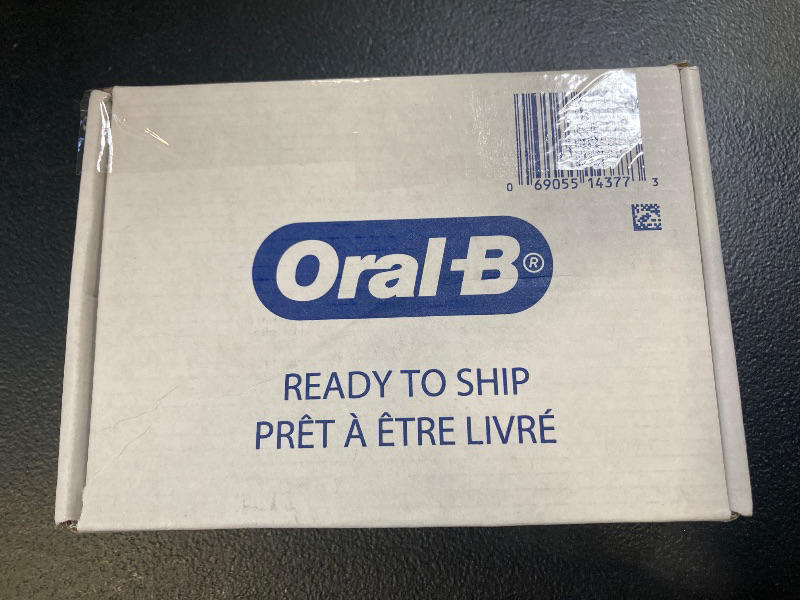 0 69055 14377 3
Oral-B®
READY TO SHIP
PRÊT À ÊTRE LIVRÉ